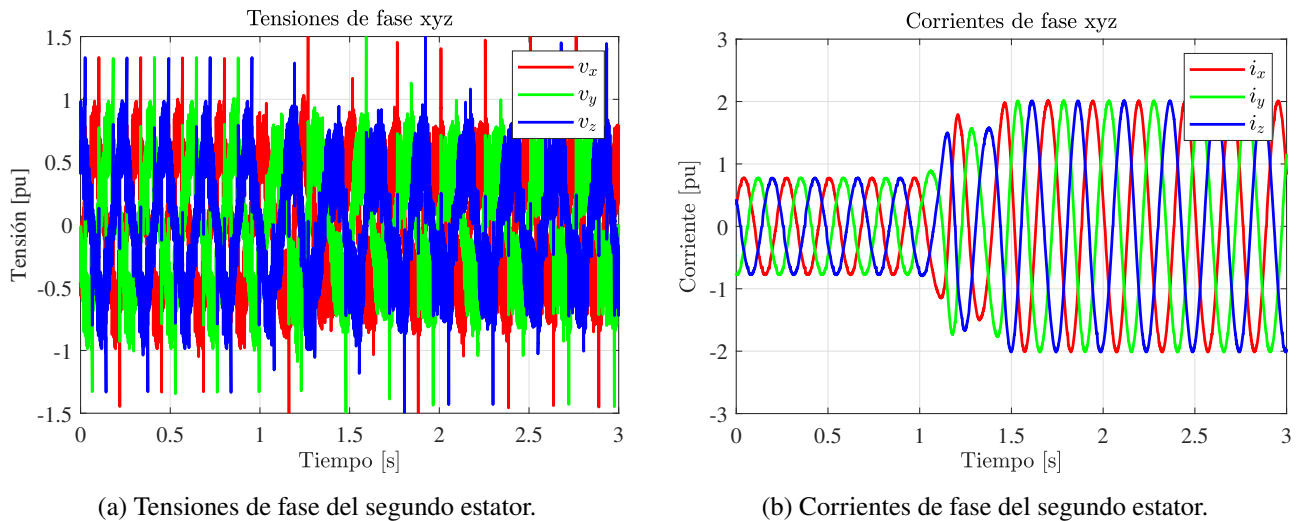 Tensiones de fase xyz
1.5
1
0.5
0
-0.5
-1
-1.5
Tensión [pu]
v_x
v_y
v_z
0 0.5 1 1.5 2 2.5 3
Tiempo [s]
(a) Tensiones de fase del segundo estator.
Corrientes de fase xyz
3
2
1
0
-1
-2
-3
Corriente [pu]
i_x
i_y
i_z
0 0.5 1 1.5 2 2.5 3
Tiempo [s]
(b) Corrientes de fase del segundo estator.